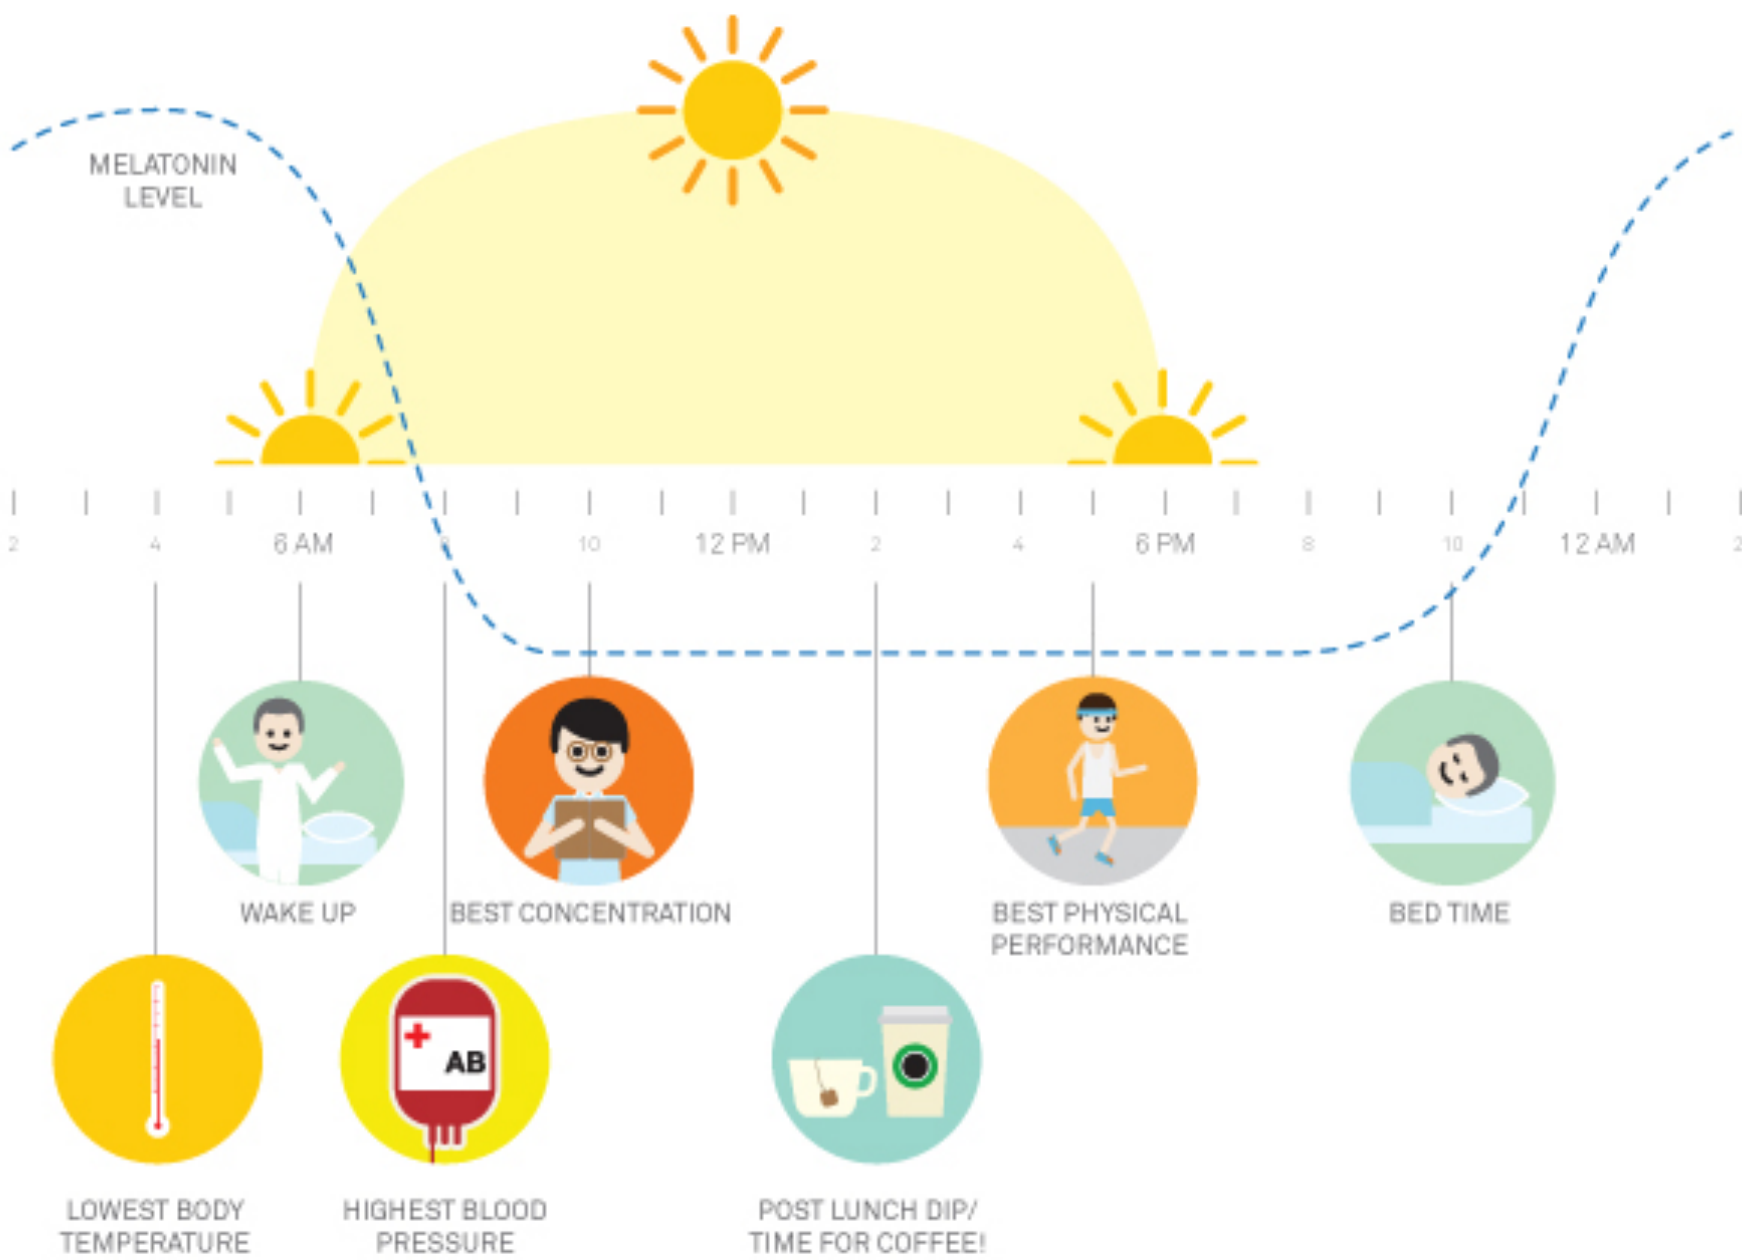 MELATONIN
LEVEL
2 4 6 AM 8 10 12 PM 2 4 6 PM 8 10 12 AM 2
WAKE UP
BEST CONCENTRATION
BEST PHYSICAL
PERFORMANCE
BED TIME
AB
LOWEST BODY
TEMPERATURE
HIGHEST BLOOD
PRESSURE
POST LUNCH DIP/
TIME FOR COFFEE!